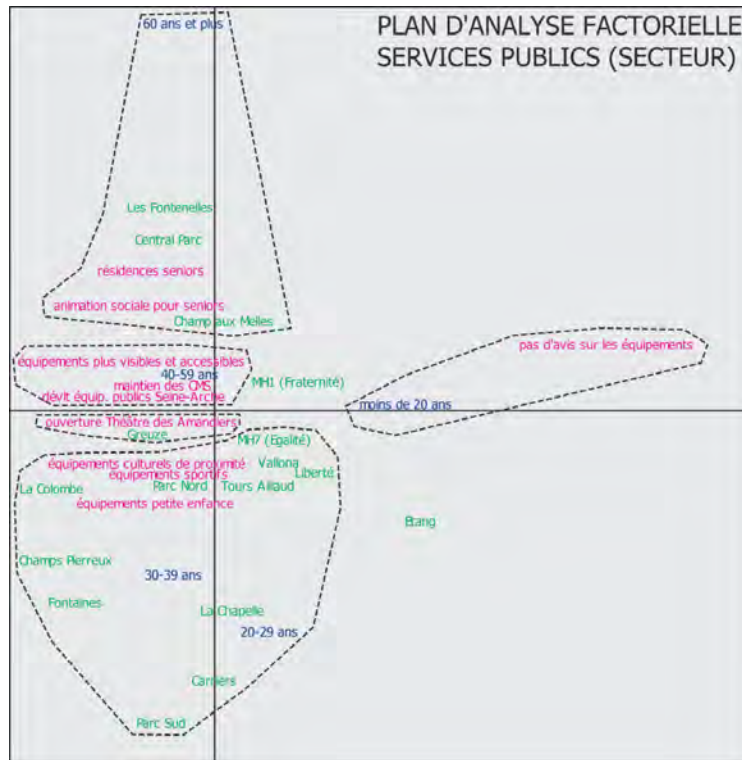 PLAN D'ANALYSE FACTORIELLE
SERVICES PUBLICS (SECTEUR)
60 ans et plus
Les Fontenelles
Central Parc
résidences seniors
animation sociale pour seniors
Champ aux Melles
pas d'avis sur les équipements
équipements plus visibles et accessibles
40-59 ans
MH1 (Fraternité)
maintien des CMS
dévlt équip. publics Seine-Arche
moins de 20 ans
ouverture Théâtre des Amandiers
Greuze
MH7 (Egalité)
équipements culturels de proximité
Vallona
équipements sportifs
Liberté
La Colombe
Parc Nord
Tours Aillaud
équipements petite enfance
Etang
Champs Pierreux
30-39 ans
Fontaines
La Chapelle
20-29 ans
Carriers
Parc Sud